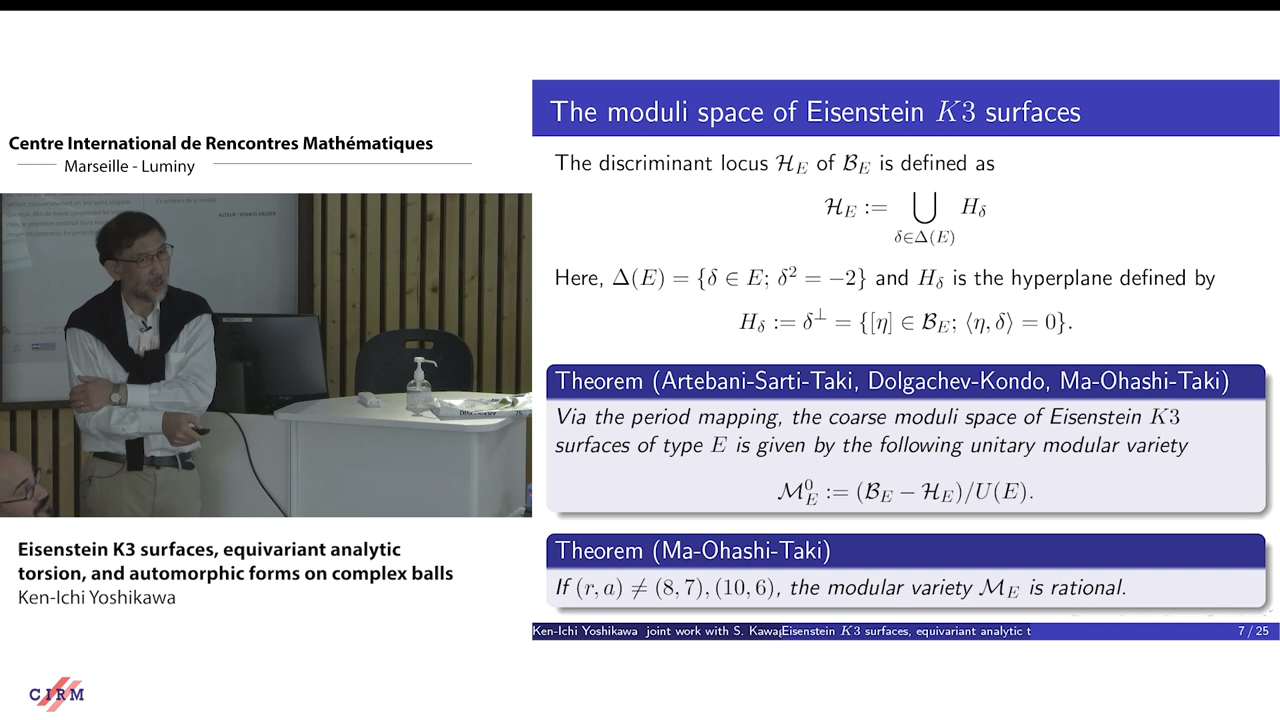 Centre International de Rencontres Mathématiques
Marseille - Luminy
Eisenstein K3 surfaces, equivariant analytic
torsion, and automorphic forms on complex balls
Ken-Ichi Yoshikawa
CIRM
The moduli space of Eisenstein K3 surfaces
The discriminant locus ℋ_E of ℬ_E is defined as
ℋ_E := ⋃ H_δ
δ∈Δ(E)
Here, Δ(E) = {δ ∈ E; δ² = −2} and H_δ is the hyperplane defined by
H_δ := δ^⊥ = {[η] ∈ ℬ_E; ⟨η, δ⟩ = 0}.
Theorem (Artebani-Sarti-Taki, Dolgachev-Kondo, Ma-Ohashi-Taki)
Via the period mapping, the coarse moduli space of Eisenstein K3
surfaces of type E is given by the following unitary modular variety
ℳ⁰_E := (ℬ_E − ℋ_E)/U(E).
Theorem (Ma-Ohashi-Taki)
If (r, a) ≠ (8, 7), (10, 6), the modular variety ℳ_E is rational.
Ken-Ichi Yoshikawa joint work with S. Kawag
Eisenstein K3 surfaces, equivariant analytic t
7 / 25